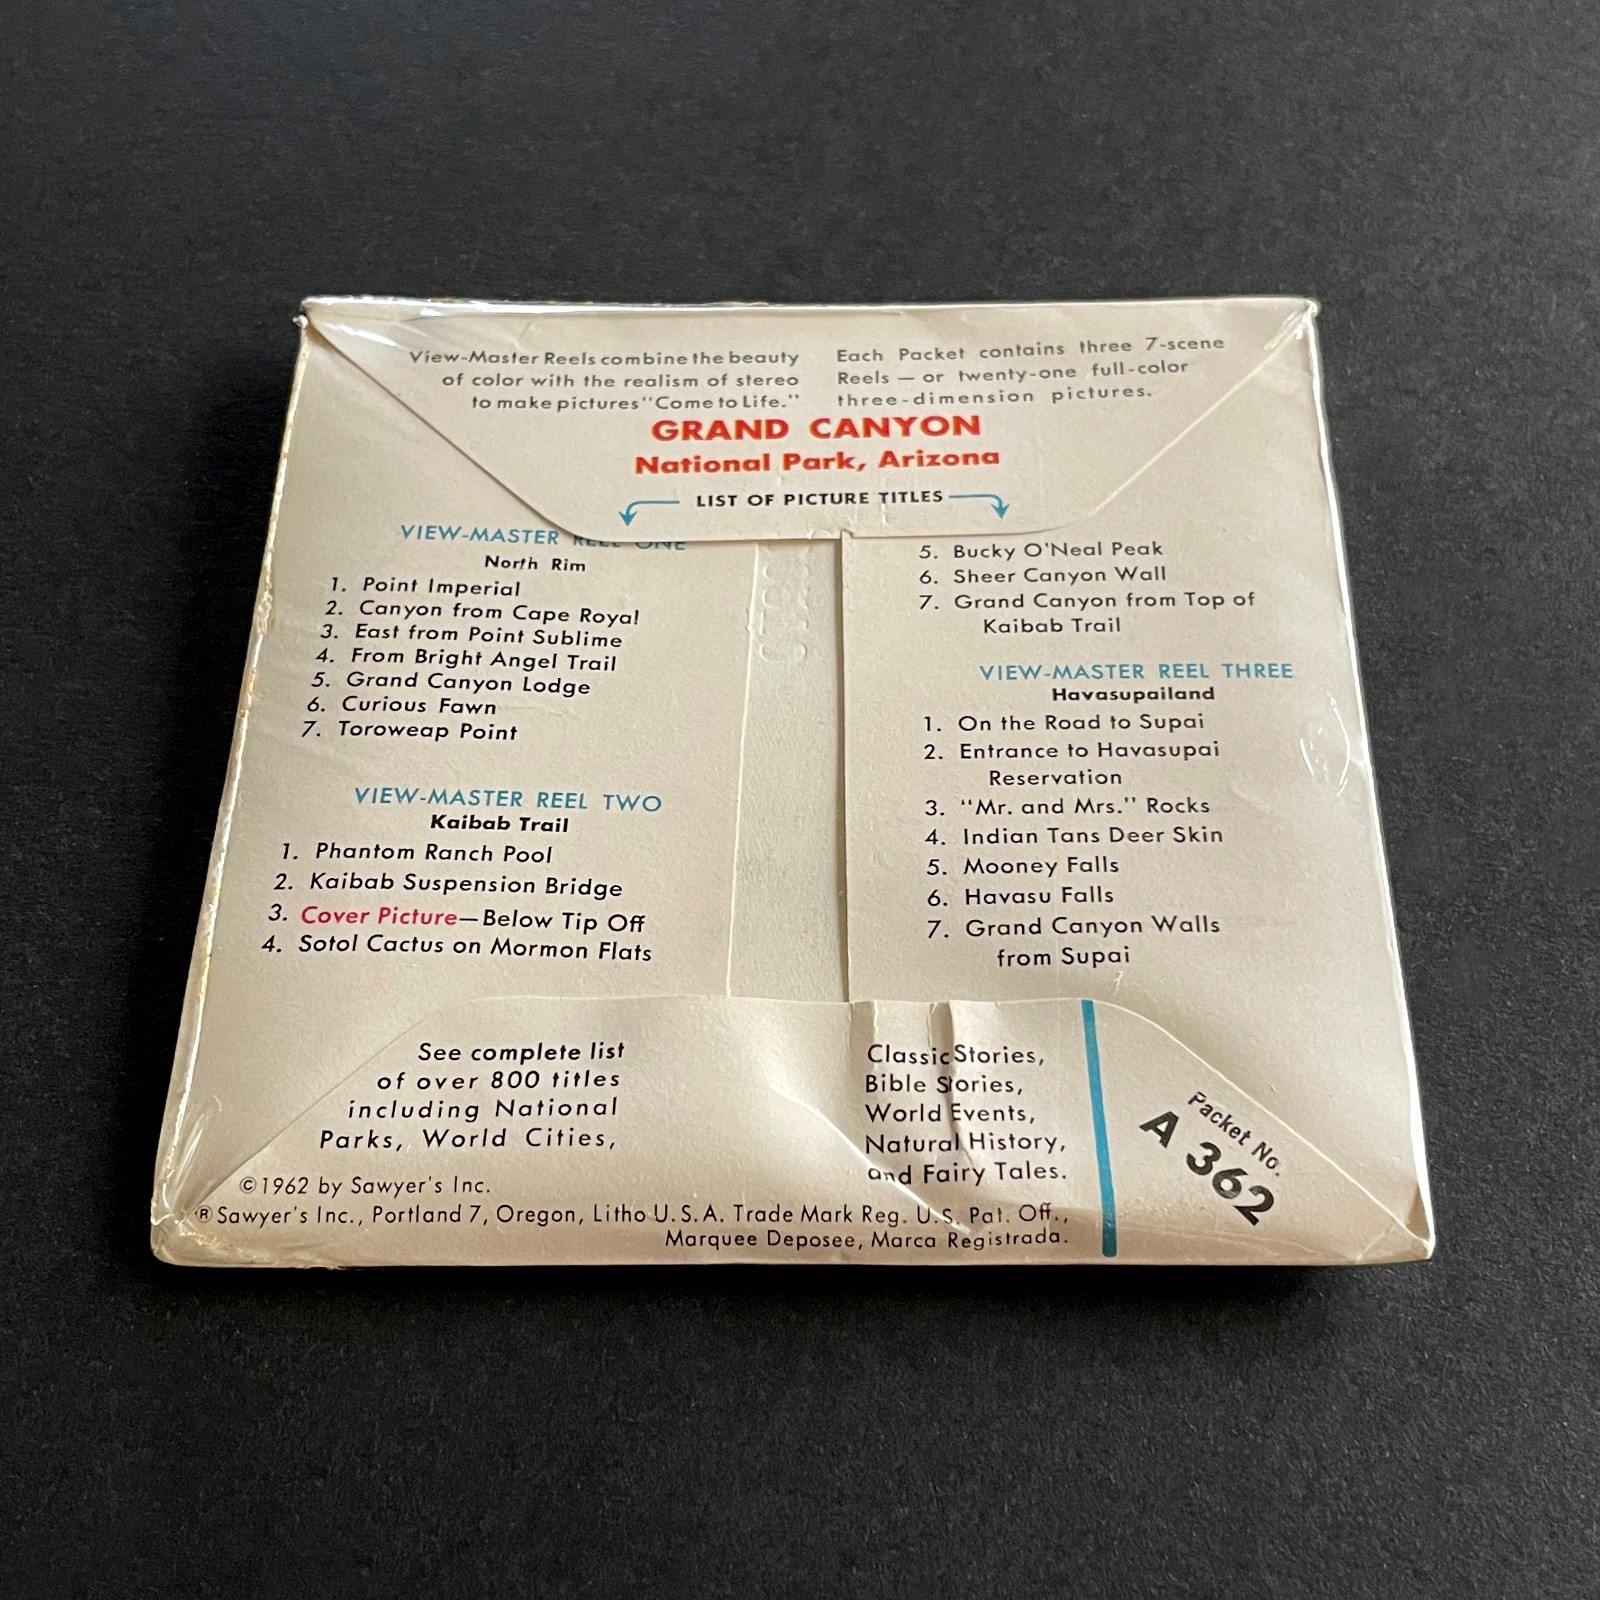 View-Master Reels combine the beauty
of color with the realism of stereo
to make pictures "Come to Life."
Each Packet contains three 7-scene
Reels — or twenty-one full-color
three-dimension pictures.
GRAND CANYON
National Park, Arizona
LIST OF PICTURE TITLES
VIEW-MASTER REEL ONE
North Rim
1. Point Imperial
2. Canyon from Cape Royal
3. East from Point Sublime
4. From Bright Angel Trail
5. Grand Canyon Lodge
6. Curious Fawn
7. Toroweap Point
VIEW-MASTER REEL TWO
Kaibab Trail
1. Phantom Ranch Pool
2. Kaibab Suspension Bridge
3. Cover Picture—Below Tip Off
4. Sotol Cactus on Mormon Flats
5. Bucky O'Neal Peak
6. Sheer Canyon Wall
7. Grand Canyon from Top of
Kaibab Trail
VIEW-MASTER REEL THREE
Havasupailand
1. On the Road to Supai
2. Entrance to Havasupai
Reservation
3. "Mr. and Mrs." Rocks
4. Indian Tans Deer Skin
5. Mooney Falls
6. Havasu Falls
7. Grand Canyon Walls
from Supai
See complete list
of over 800 titles
including National
Parks, World Cities,
Classic Stories,
Bible Stories,
World Events,
Natural History,
and Fairy Tales.
©1962 by Sawyer's Inc.
®Sawyer's Inc., Portland 7, Oregon, Litho U.S.A. Trade Mark Reg. U.S. Pat. Off.,
Marquee Deposee, Marca Registrada.
Packet No.
A 362